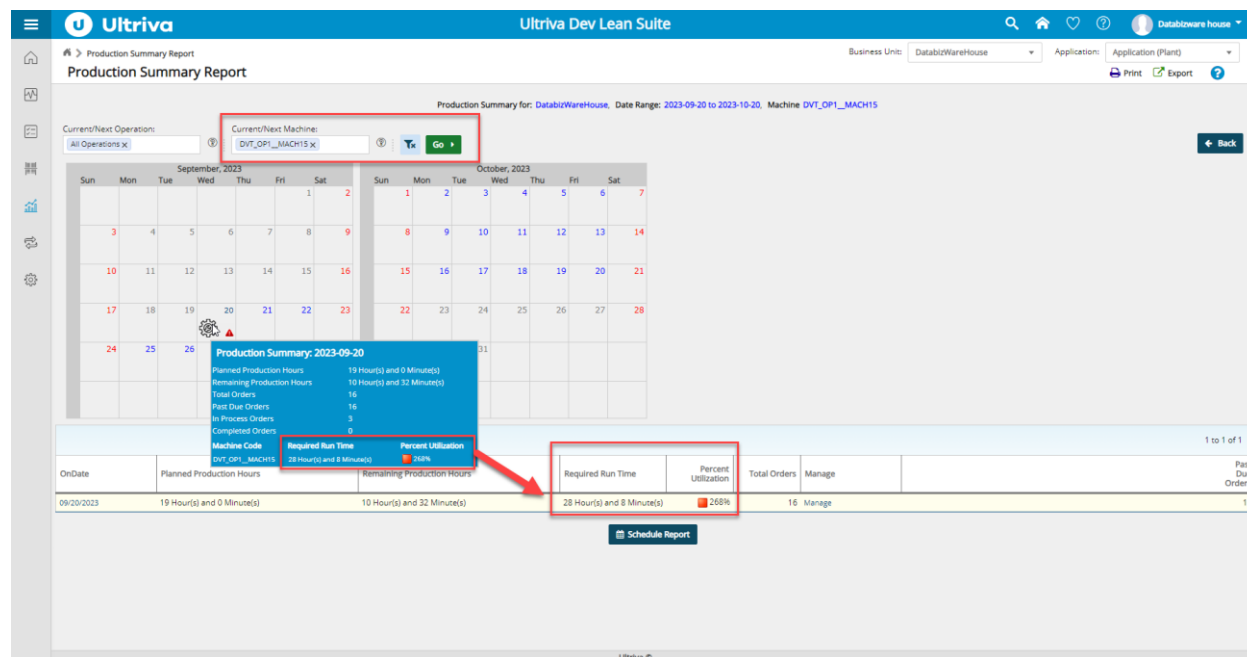 Ultriva
Ultriva Dev Lean Suite
Databizware house
Production Summary Report
Business Unit: DatabizWareHouse Application: Application (Plant)
Production Summary Report
Print Export
Production Summary for: DatabizWareHouse, Date Range: 2023-09-20 to 2023-10-20, Machine DVT_OP1__MACH15
Current/Next Operation: Current/Next Machine:
All Operations x DVT_OP1__MACH15 x Go
Back
September, 2023 October, 2023
Sun Mon Tue Wed Thu Fri Sat Sun Mon Tue Wed Thu Fri Sat
1 2 1 2 3 4 5 6 7
3 4 5 6 7 8 9 8 9 10 11 12 13 14
10 11 12 13 14 15 16 15 16 17 18 19 20 21
17 18 19 20 21 22 23 22 23 24 25 26 27 28
24 25 26 31
Production Summary: 2023-09-20
Planned Production Hours 19 Hour(s) and 0 Minute(s)
Remaining Production Hours 10 Hour(s) and 32 Minute(s)
Total Orders 16
Past Due Orders 16
In Process Orders 3
Completed Orders 0
Machine Code Required Run Time Percent Utilization
DVT_OP1__MACH15 28 Hour(s) and 8 Minute(s) 268%
1 to 1 of 1
OnDate Planned Production Hours Remaining Production Hours Required Run Time Percent Utilization Total Orders Manage
09/20/2023 19 Hour(s) and 0 Minute(s) 10 Hour(s) and 32 Minute(s) 28 Hour(s) and 8 Minute(s) 268% 16 Manage
Schedule Report